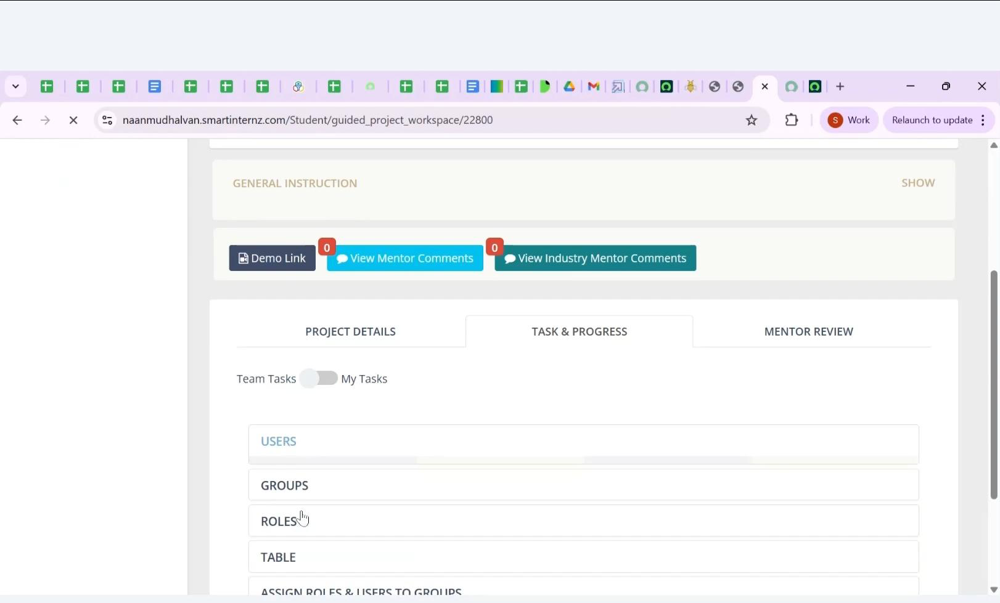 naanmudhalvan.smartinternz.com/Student/guided_project_workspace/22800
S Work
Relaunch to update
GENERAL INSTRUCTION
SHOW
Demo Link
0
View Mentor Comments
0
View Industry Mentor Comments
PROJECT DETAILS
TASK & PROGRESS
MENTOR REVIEW
Team Tasks
My Tasks
USERS
GROUPS
ROLES
TABLE
ASSIGN ROLES & USERS TO GROUPS